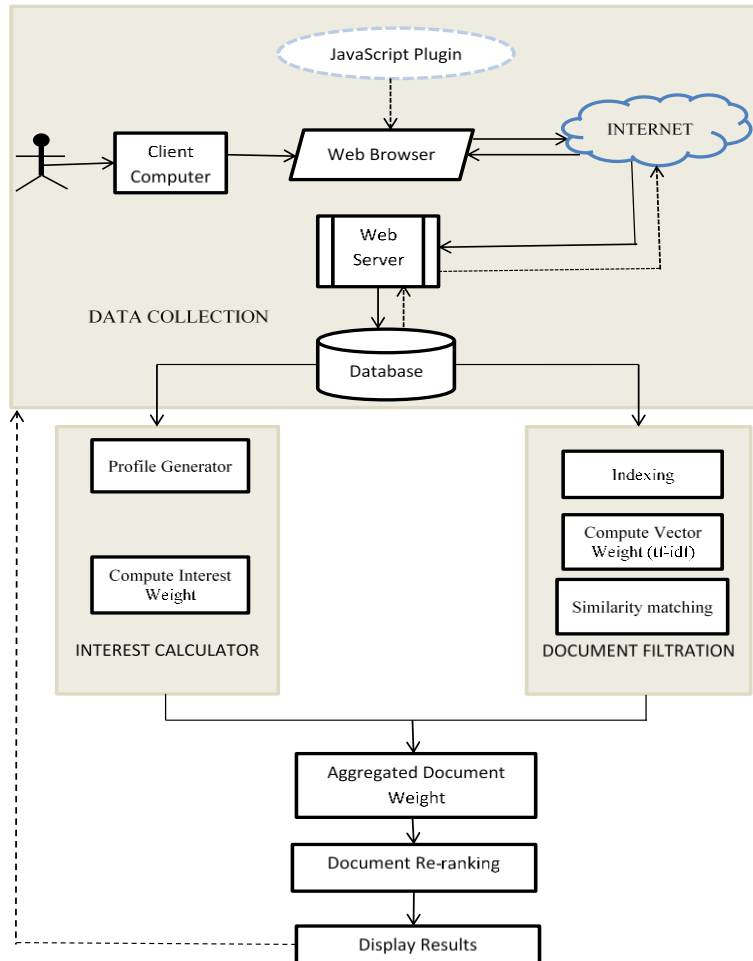 JavaScript Plugin
INTERNET
Client
Computer
Web Browser
Web
Server
DATA COLLECTION
Database
Profile Generator
Indexing
Compute Vector
Weight (tf-idf)
Compute Interest
Weight
Similarity matching
INTEREST CALCULATOR
DOCUMENT FILTRATION
Aggregated Document
Weight
Document Re-ranking
Display Results